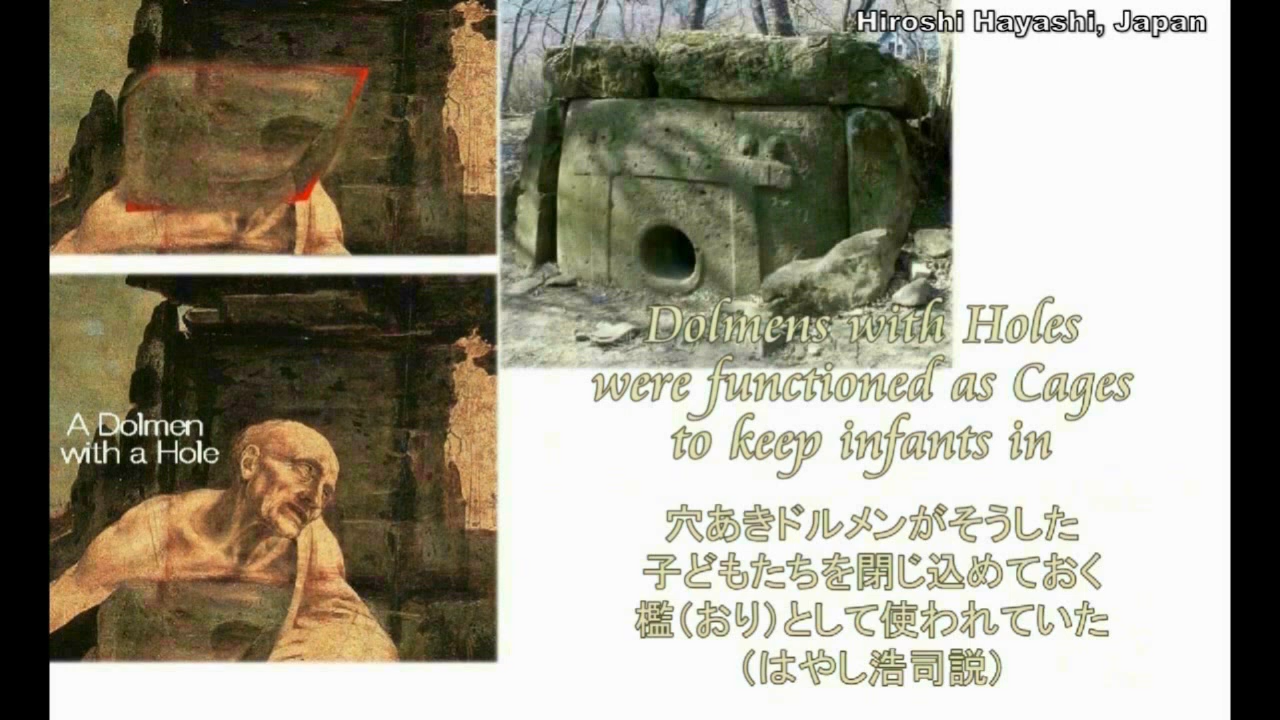 Hiroshi Hayashi, Japan
A Dolmen
with a Hole
Dolmens with Holes
were functioned as Cages
to keep infants in
穴あきドルメンがそうした
子どもたちを閉じ込めておく
檻（おり）として使われていた
（はやし浩司説）